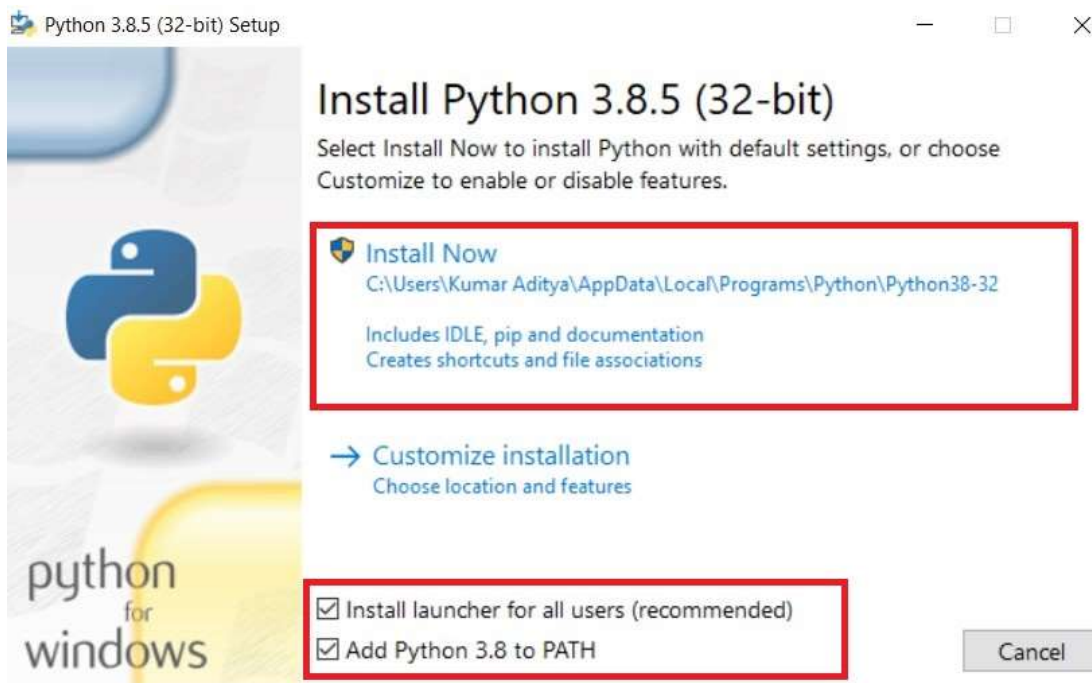 Python 3.8.5 (32-bit) Setup
Install Python 3.8.5 (32-bit)
Select Install Now to install Python with default settings, or choose
Customize to enable or disable features.
Install Now
C:\Users\Kumar Aditya\AppData\Local\Programs\Python\Python38-32
Includes IDLE, pip and documentation
Creates shortcuts and file associations
Customize installation
Choose location and features
python
for
windows
Install launcher for all users (recommended)
Add Python 3.8 to PATH
Cancel